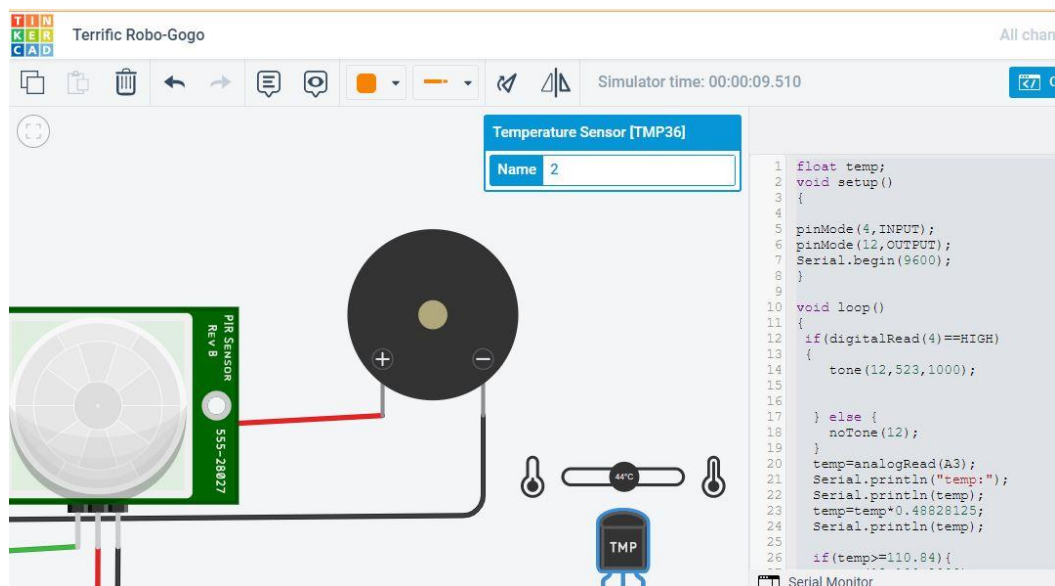 TIN
KER
CAD
Terrific Robo-Gogo
All chan
Simulator time: 00:00:09.510
Temperature Sensor [TMP36]
Name 2
PIR SENSOR
REV B
555-28027
44°C
TMP
1 float temp;
2 void setup()
3 {
4
5 pinMode(4,INPUT);
6 pinMode(12,OUTPUT);
7 Serial.begin(9600);
8 }
9
10 void loop()
11 {
12 if(digitalRead(4)==HIGH)
13 {
14 tone(12,523,1000);
15
16
17 } else {
18 noTone(12);
19 }
20 temp=analogRead(A3);
21 Serial.println("temp:");
22 Serial.println(temp);
23 temp=temp*0.48828125;
24 Serial.println(temp);
25
26 if(temp>=110.84){
Serial Monitor